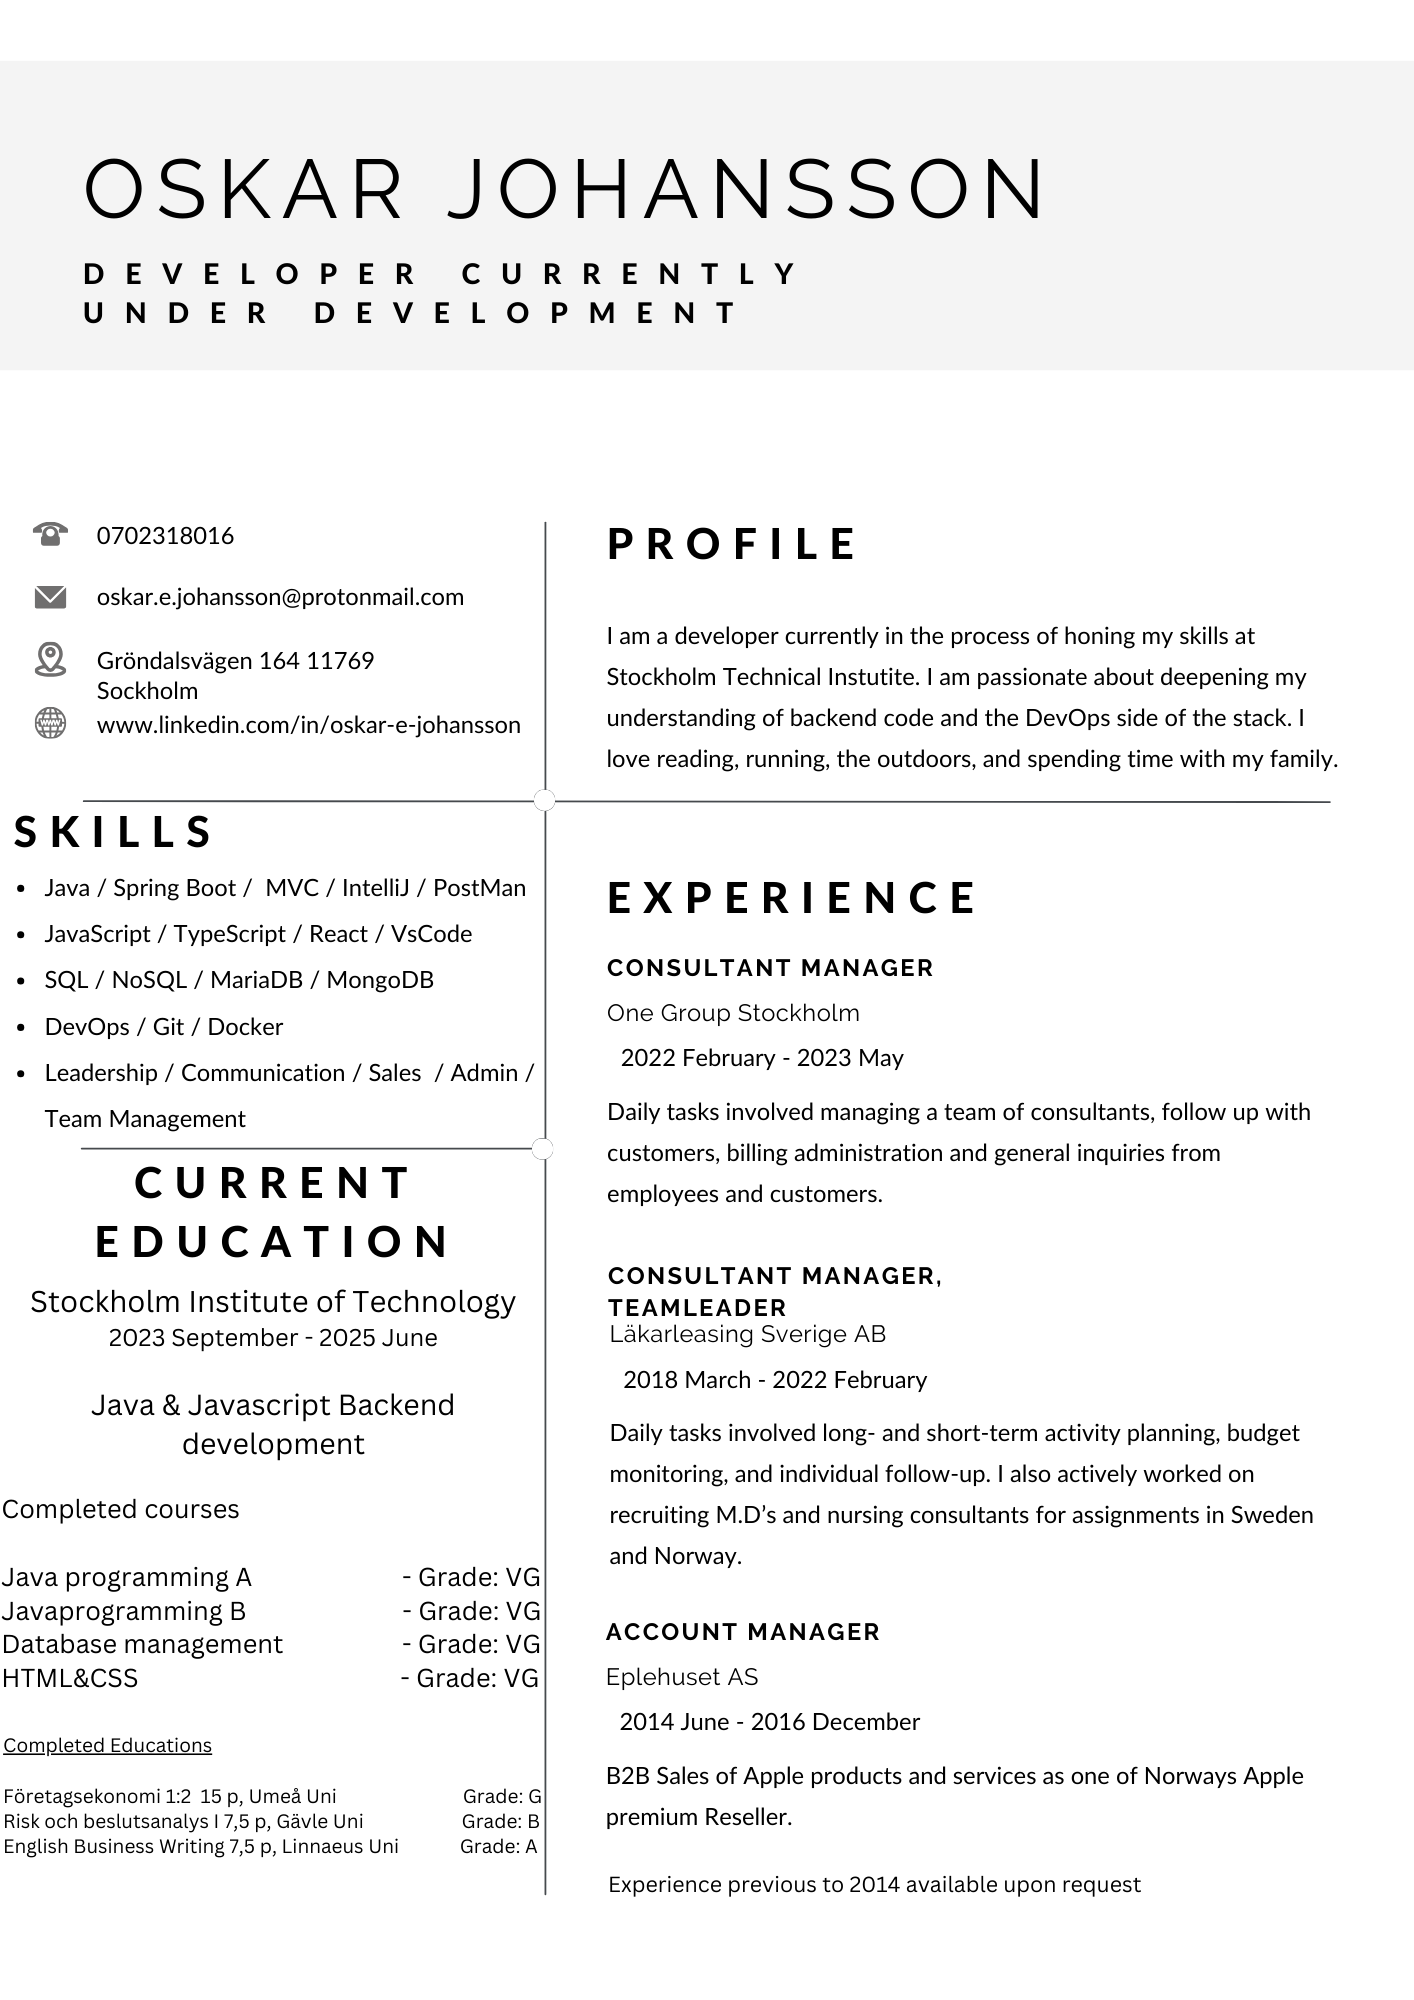 OSKAR JOHANSSON
DEVELOPER CURRENTLY
UNDER DEVELOPMENT
0702318016
oskar.e.johansson@protonmail.com
Gröndalsvägen 164 11769
Sockholm
www.linkedin.com/in/oskar-e-johansson
PROFILE
I am a developer currently in the process of honing my skills at
Stockholm Technical Instutite. I am passionate about deepening my
understanding of backend code and the DevOps side of the stack. I
love reading, running, the outdoors, and spending time with my family.
SKILLS
• Java / Spring Boot /  MVC / IntelliJ / PostMan
• JavaScript / TypeScript / React / VsCode
• SQL / NoSQL / MariaDB / MongoDB
• DevOps / Git / Docker
• Leadership / Communication / Sales  / Admin /
Team Management
CURRENT
EDUCATION
Stockholm Institute of Technology
2023 September - 2025 June
Java & Javascript Backend
development
Completed courses
Java programming A - Grade: VG
Javaprogramming B - Grade: VG
Database management - Grade: VG
HTML&CSS - Grade: VG
Completed Educations
Företagsekonomi 1:2  15 p, Umeå Uni Grade: G
Risk och beslutsanalys I 7,5 p, Gävle Uni Grade: B
English Business Writing 7,5 p, Linnaeus Uni Grade: A
EXPERIENCE
CONSULTANT MANAGER
One Group Stockholm
2022 February - 2023 May
Daily tasks involved managing a team of consultants, follow up with
customers, billing administration and general inquiries from
employees and customers.
CONSULTANT MANAGER,
TEAMLEADER
Läkarleasing Sverige AB
2018 March - 2022 February
Daily tasks involved long- and short-term activity planning, budget
monitoring, and individual follow-up. I also actively worked on
recruiting M.D’s and nursing consultants for assignments in Sweden
and Norway.
ACCOUNT MANAGER
Eplehuset AS
2014 June - 2016 December
B2B Sales of Apple products and services as one of Norways Apple
premium Reseller.
Experience previous to 2014 available upon request